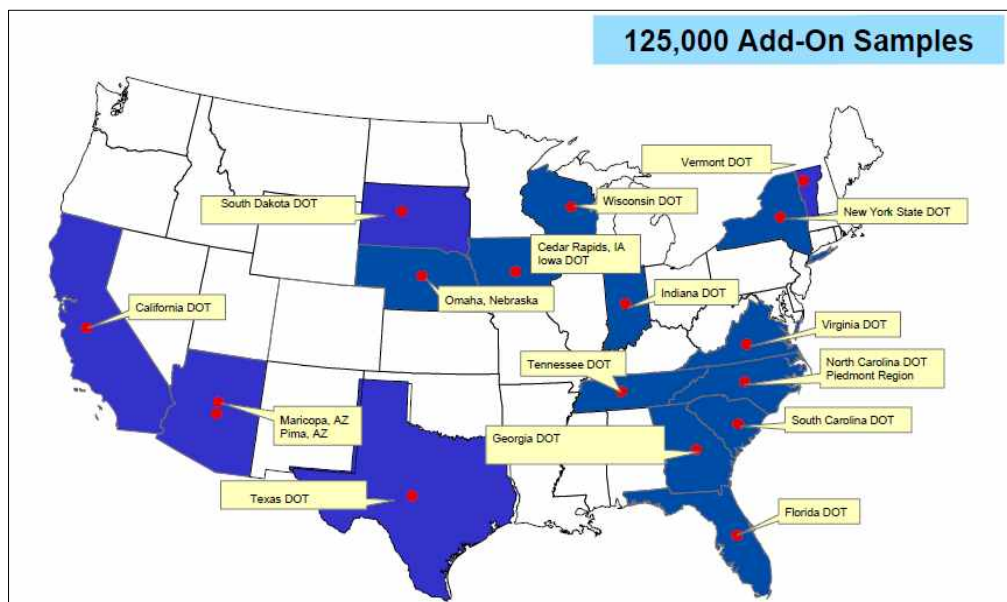 125,000 Add-On Samples
Vermont DOT
South Dakota DOT
Wisconsin DOT
New York State DOT
Cedar Rapids, IA
Iowa DOT
Omaha, Nebraska
Indiana DOT
California DOT
Virginia DOT
Tennessee DOT
North Carolina DOT
Piedmont Region
Maricopa, AZ
Pima, AZ
South Carolina DOT
Georgia DOT
Texas DOT
Florida DOT